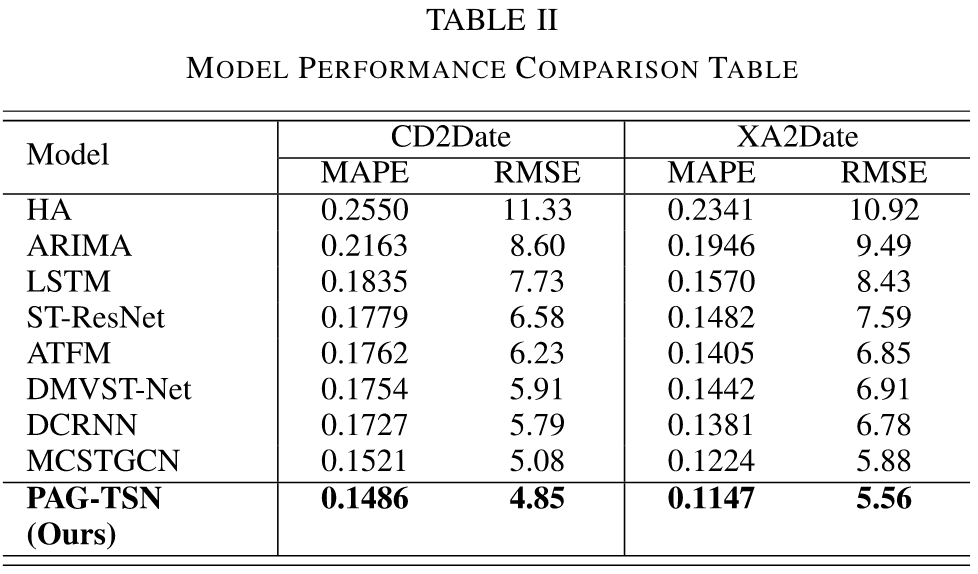 TABLE II
MODEL PERFORMANCE COMPARISON TABLE
Model CD2Date XA2Date
MAPE RMSE MAPE RMSE
HA 0.2550 11.33 0.2341 10.92
ARIMA 0.2163 8.60 0.1946 9.49
LSTM 0.1835 7.73 0.1570 8.43
ST-ResNet 0.1779 6.58 0.1482 7.59
ATFM 0.1762 6.23 0.1405 6.85
DMVST-Net 0.1754 5.91 0.1442 6.91
DCRNN 0.1727 5.79 0.1381 6.78
MCSTGCN 0.1521 5.08 0.1224 5.88
PAG-TSN 0.1486 4.85 0.1147 5.56
(Ours)